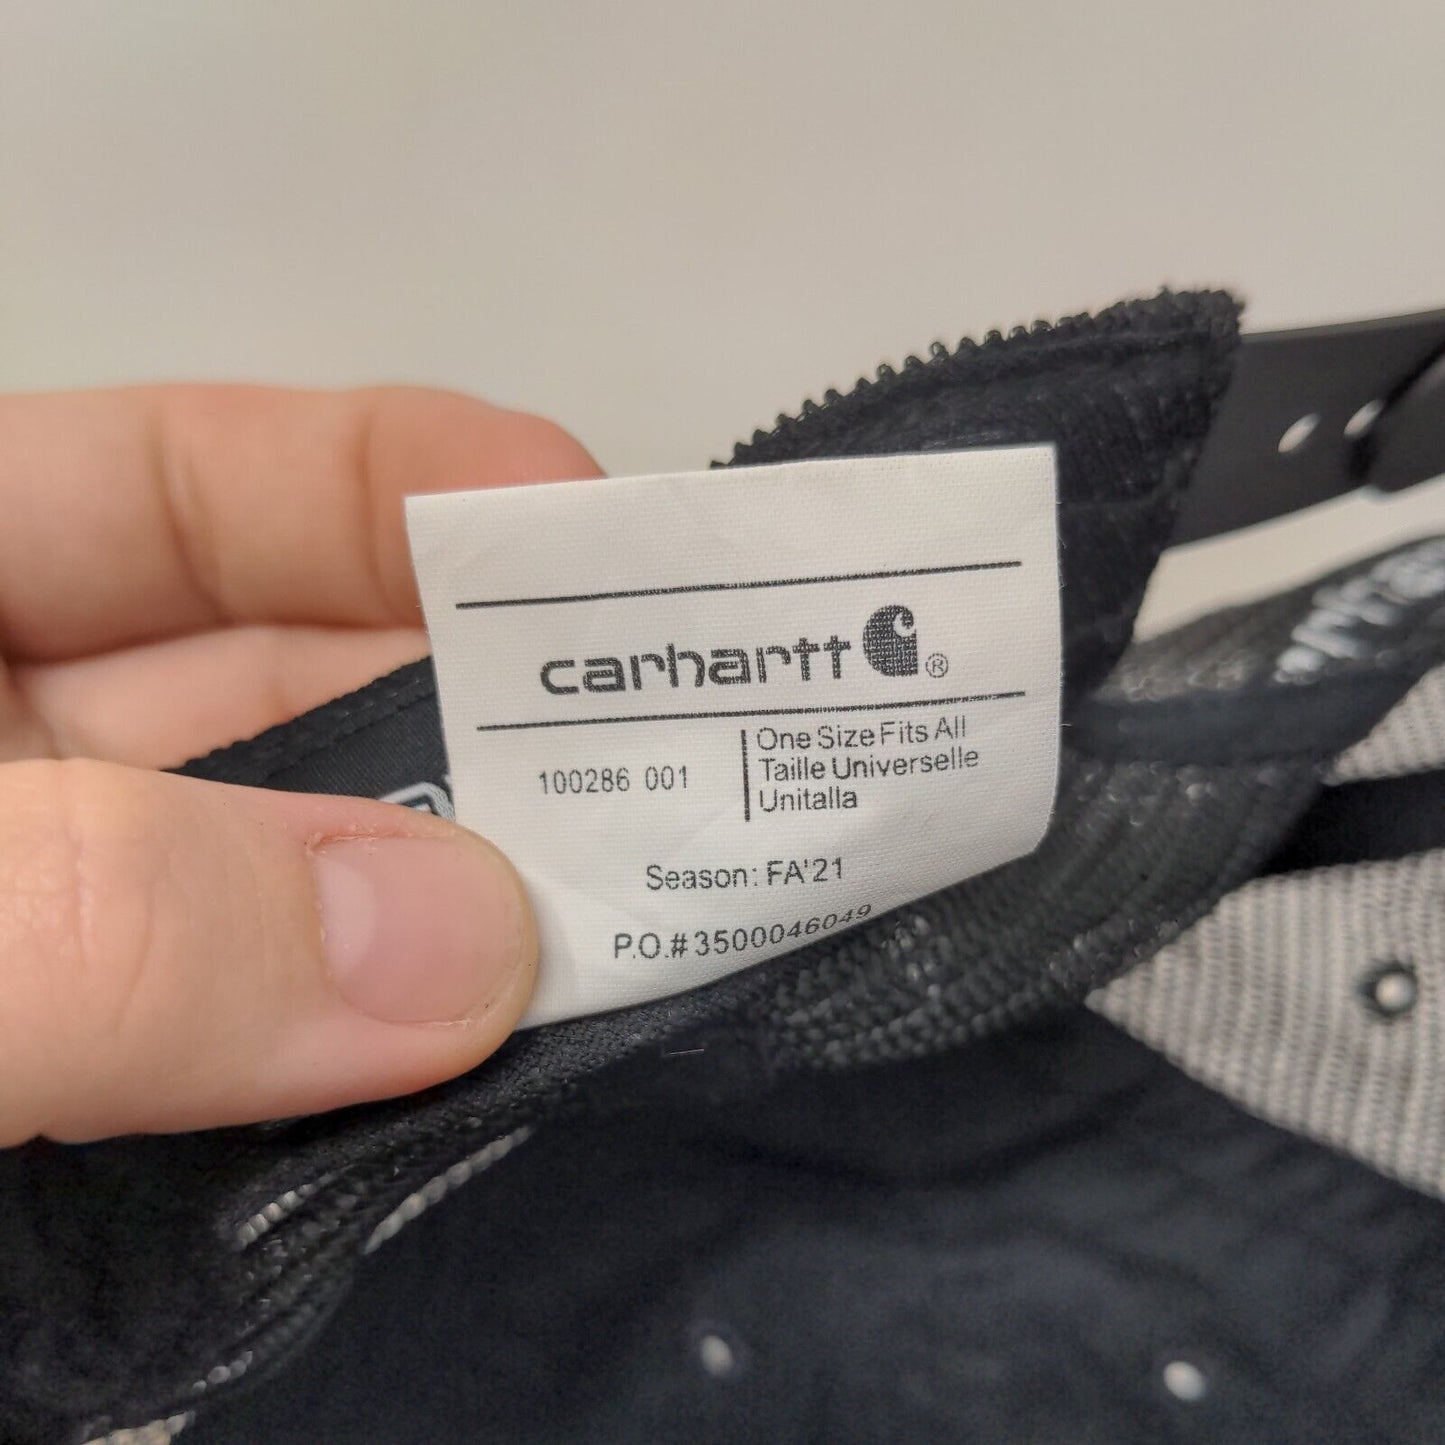 carhartt ®
100286 001
One Size Fits All
Taille Universelle
Unitalla
Season: FA'21
P.O.# 3500046049